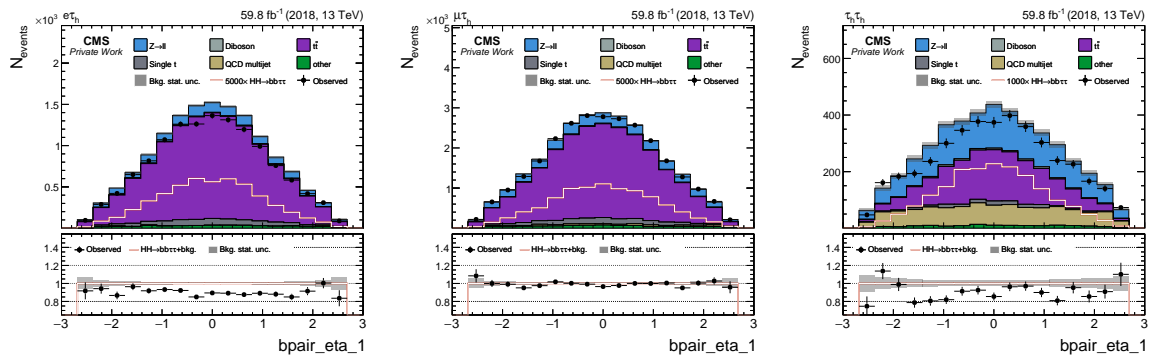 ×10³ eτₕ 59.8 fb⁻¹ (2018, 13 TeV)
N_events
CMS
Private Work
Z→ll Diboson tt̄
Single t QCD multijet other
Bkg. stat. unc. 5000× HH→bbττ Observed
1.5
1.2
0.9
0.5
Observed HH→bbττ+bkg. Bkg. stat. unc.
1.4
1.2
1.0
0.8
−3 −2 −1 0 1 2 3
bpair_eta_1
×10³ μτₕ 59.8 fb⁻¹ (2018, 13 TeV)
N_events
CMS
Private Work
Z→ll Diboson tt̄
Single t QCD multijet other
Bkg. stat. unc. 5000× HH→bbττ Observed
5
4
3
2
1
Observed HH→bbττ+bkg. Bkg. stat. unc.
1.4
1.2
1.0
0.8
−3 −2 −1 0 1 2 3
bpair_eta_1
τₕτₕ 59.8 fb⁻¹ (2018, 13 TeV)
N_events
CMS
Private Work
Z→ll Diboson tt̄
Single t QCD multijet other
Bkg. stat. unc. 1000× HH→bbττ Observed
600
400
200
Observed HH→bbττ+bkg. Bkg. stat. unc.
1.4
1.2
1.0
0.8
−3 −2 −1 0 1 2 3
bpair_eta_1